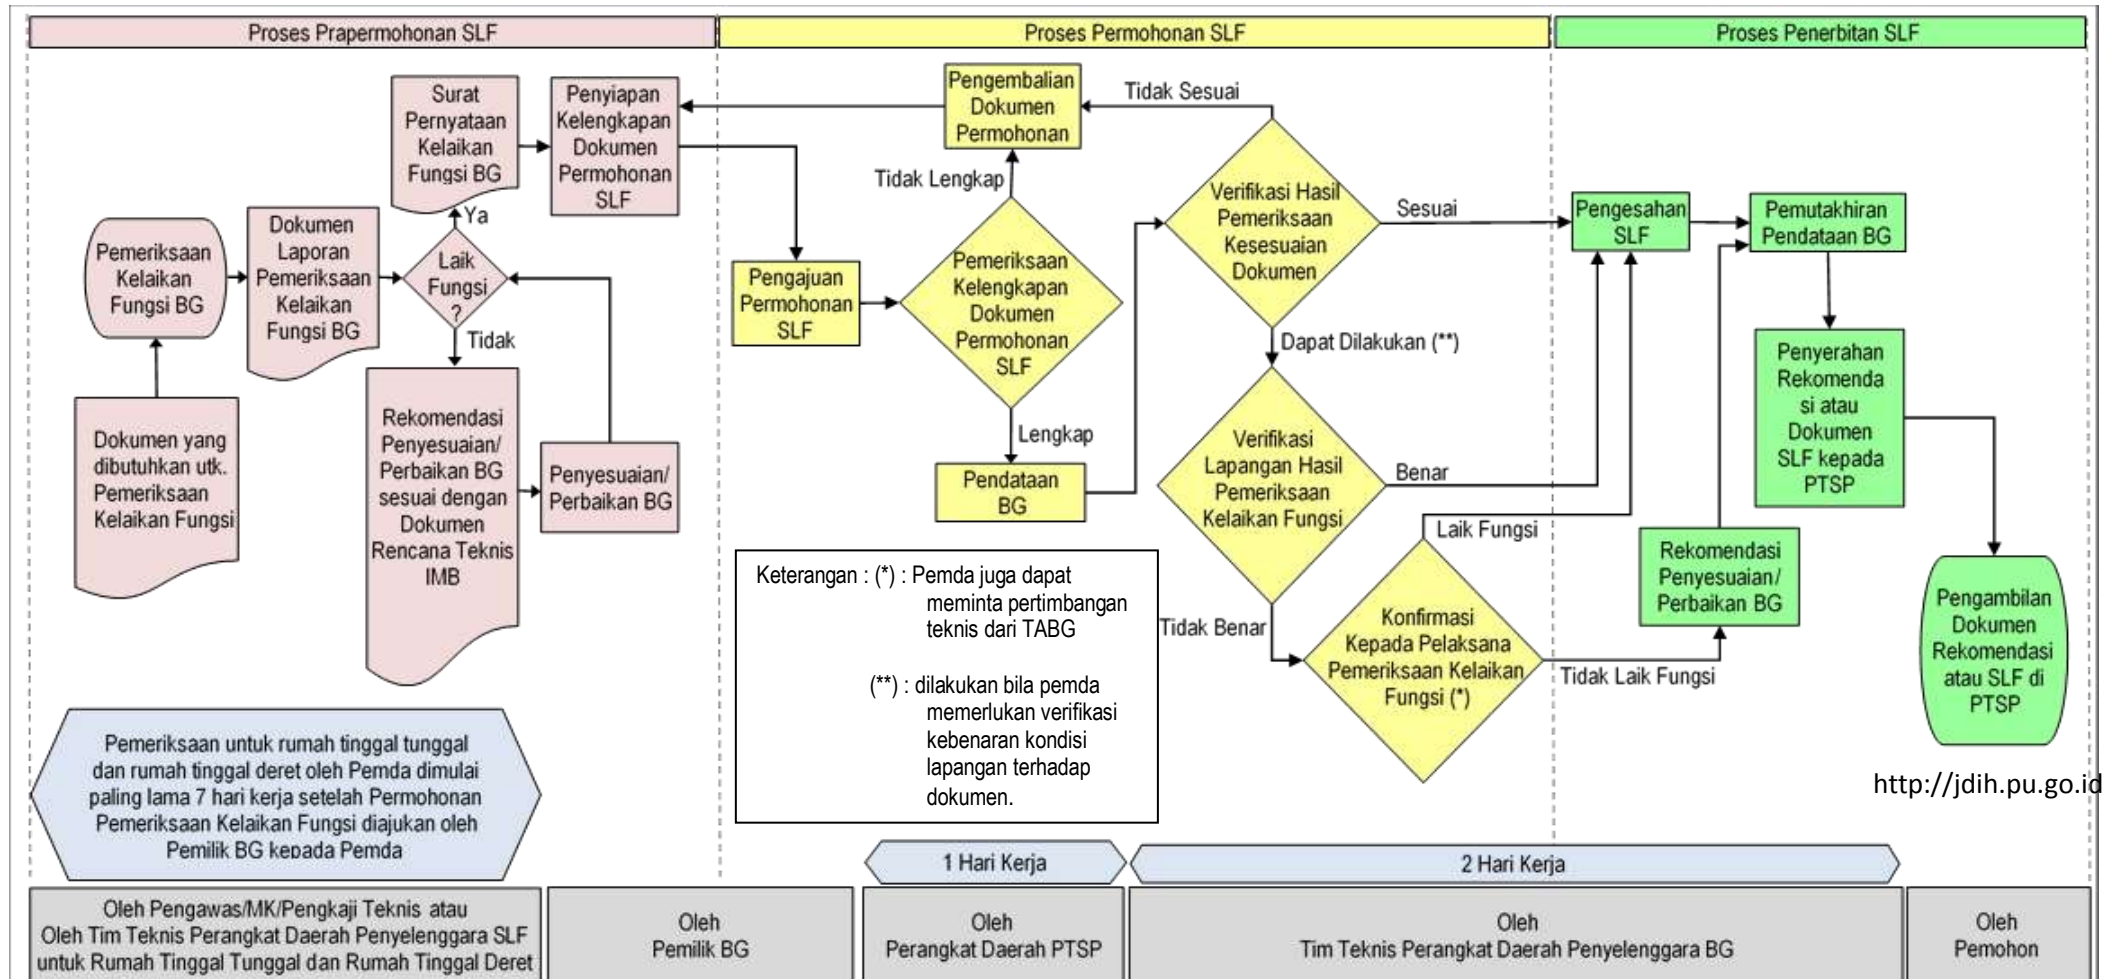 Proses Prapermohonan SLF
Proses Permohonan SLF
Proses Penerbitan SLF
Dokumen yang
dibutuhkan utk.
Pemeriksaan
Kelaikan Fungsi
Pemeriksaan
Kelaikan
Fungsi BG
Dokumen
Laporan
Pemeriksaan
Kelaikan
Fungsi BG
Laik
Fungsi
?
Ya
Tidak
Surat
Pernyataan
Kelaikan
Fungsi BG
Penyiapan
Kelengkapan
Dokumen
Permohonan
SLF
Rekomendasi
Penyesuaian/
Perbaikan BG
sesuai dengan
Dokumen
Rencana Teknis
IMB
Penyesuaian/
Perbaikan BG
Pengajuan
Permohonan
SLF
Pemeriksaan
Kelengkapan
Dokumen
Permohonan
SLF
Tidak Lengkap
Pengembalian
Dokumen
Permohonan
Lengkap
Pendataan
BG
Verifikasi Hasil
Pemeriksaan
Kesesuaian
Dokumen
Tidak Sesuai
Sesuai
Dapat Dilakukan (**)
Verifikasi
Lapangan Hasil
Pemeriksaan
Kelaikan Fungsi
Benar
Tidak Benar
Konfirmasi
Kepada Pelaksana
Pemeriksaan Kelaikan
Fungsi (*)
Laik Fungsi
Tidak Laik Fungsi
Pengesahan
SLF
Pemutakhiran
Pendataan BG
Rekomendasi
Penyesuaian/
Perbaikan BG
Penyerahan
Rekomenda
si atau
Dokumen
SLF kepada
PTSP
Pengambilan
Dokumen
Rekomendasi
atau SLF di
PTSP
Keterangan : (*) : Pemda juga dapat
meminta pertimbangan
teknis dari TABG
(**) : dilakukan bila pemda
memerlukan verifikasi
kebenaran kondisi
lapangan terhadap
dokumen.
http://jdih.pu.go.id
Pemeriksaan untuk rumah tinggal tunggal
dan rumah tinggal deret oleh Pemda dimulai
paling lama 7 hari kerja setelah Permohonan
Pemeriksaan Kelaikan Fungsi diajukan oleh
Pemilik BG kepada Pemda
1 Hari Kerja
2 Hari Kerja
Oleh Pengawas/MK/Pengkaji Teknis atau
Oleh Tim Teknis Perangkat Daerah Penyelenggara SLF
untuk Rumah Tinggal Tunggal dan Rumah Tinggal Deret
Oleh
Pemilik BG
Oleh
Perangkat Daerah PTSP
Oleh
Tim Teknis Perangkat Daerah Penyelenggara BG
Oleh
Pemohon